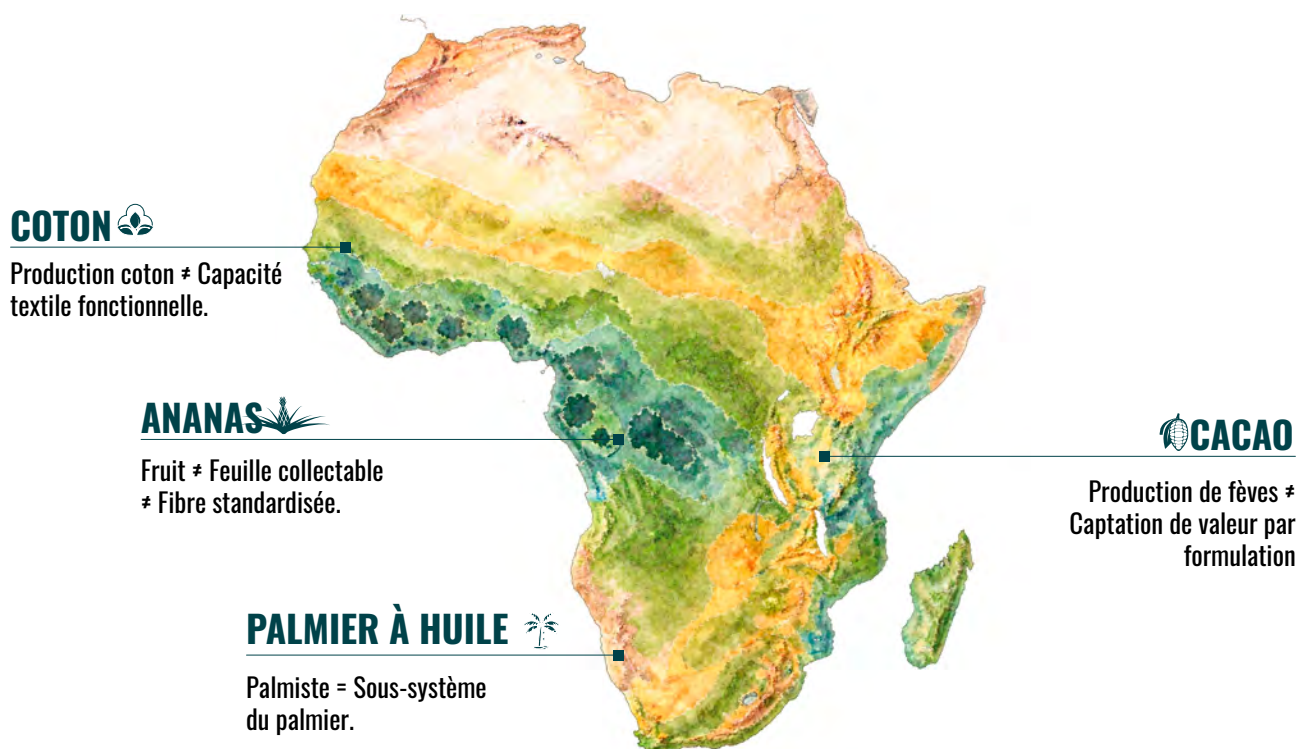 COTON
Production coton ≠ Capacité
textile fonctionnelle.
ANANAS
Fruit ≠ Feuille collectable
≠ Fibre standardisée.
CACAO
Production de fèves ≠
Captation de valeur par
formulation
PALMIER À HUILE
Palmiste = Sous-système
du palmier.